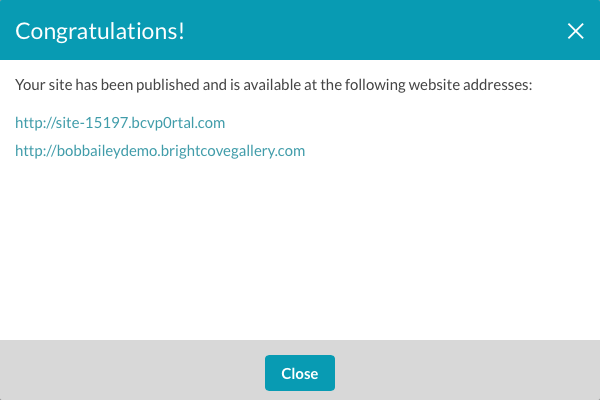 Congratulations!
Your site has been published and is available at the following website addresses:
http://site-15197.bcvp0rtal.com
http://bobbaileydemo.brightcovegallery.com
Close